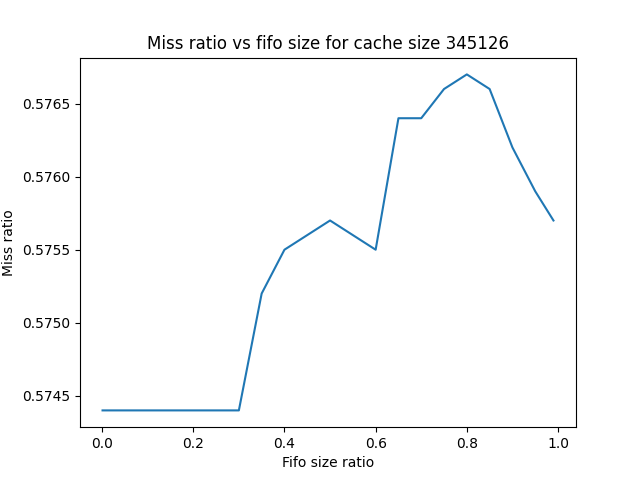 Miss ratio vs fifo size for cache size 345126
0.5765
0.5760
0.5755
0.5750
0.5745
Miss ratio
0.0 0.2 0.4 0.6 0.8 1.0
Fifo size ratio